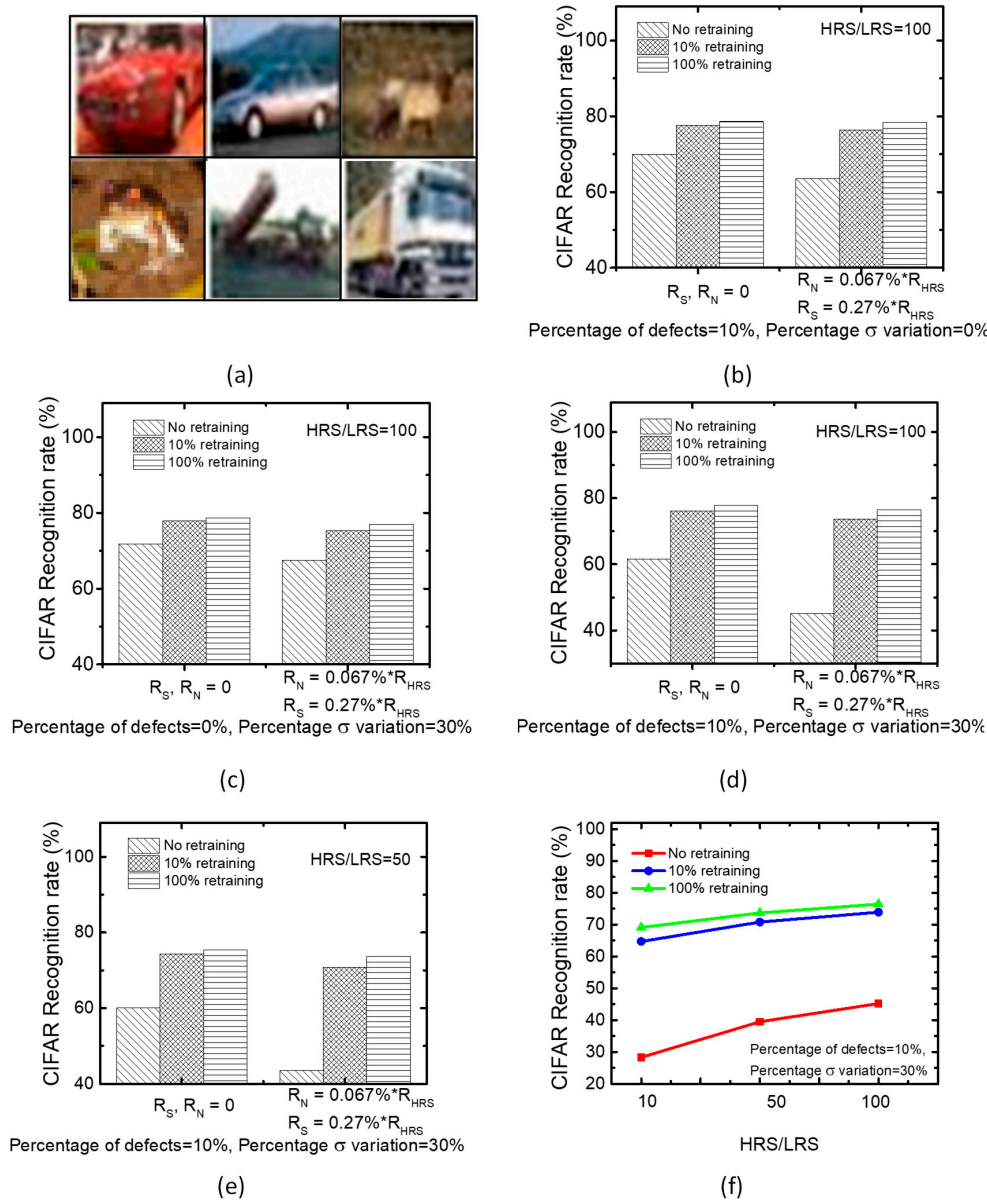 (a)
CIFAR Recognition rate (%)
100
80
60
40
No retraining
10% retraining
100% retraining
HRS/LRS=100
R_S, R_N = 0
R_N = 0.067%*R_HRS
R_S = 0.27%*R_HRS
Percentage of defects=10%, Percentage σ variation=0%
(b)
CIFAR Recognition rate (%)
100
80
60
40
No retraining
10% retraining
100% retraining
HRS/LRS=100
R_S, R_N = 0
R_N = 0.067%*R_HRS
R_S = 0.27%*R_HRS
Percentage of defects=0%, Percentage σ variation=30%
(c)
CIFAR Recognition rate (%)
100
80
60
40
No retraining
10% retraining
100% retraining
HRS/LRS=100
R_S, R_N = 0
R_N = 0.067%*R_HRS
R_S = 0.27%*R_HRS
Percentage of defects=10%, Percentage σ variation=30%
(d)
CIFAR Recognition rate (%)
100
80
60
40
No retraining
10% retraining
100% retraining
HRS/LRS=50
R_S, R_N = 0
R_N = 0.067%*R_HRS
R_S = 0.27%*R_HRS
Percentage of defects=10%, Percentage σ variation=30%
(e)
CIFAR Recognition rate (%)
100
90
80
70
60
50
40
30
20
No retraining
10% retraining
100% retraining
Percentage of defects=10%,
Percentage σ variation=30%
10 50 100
HRS/LRS
(f)